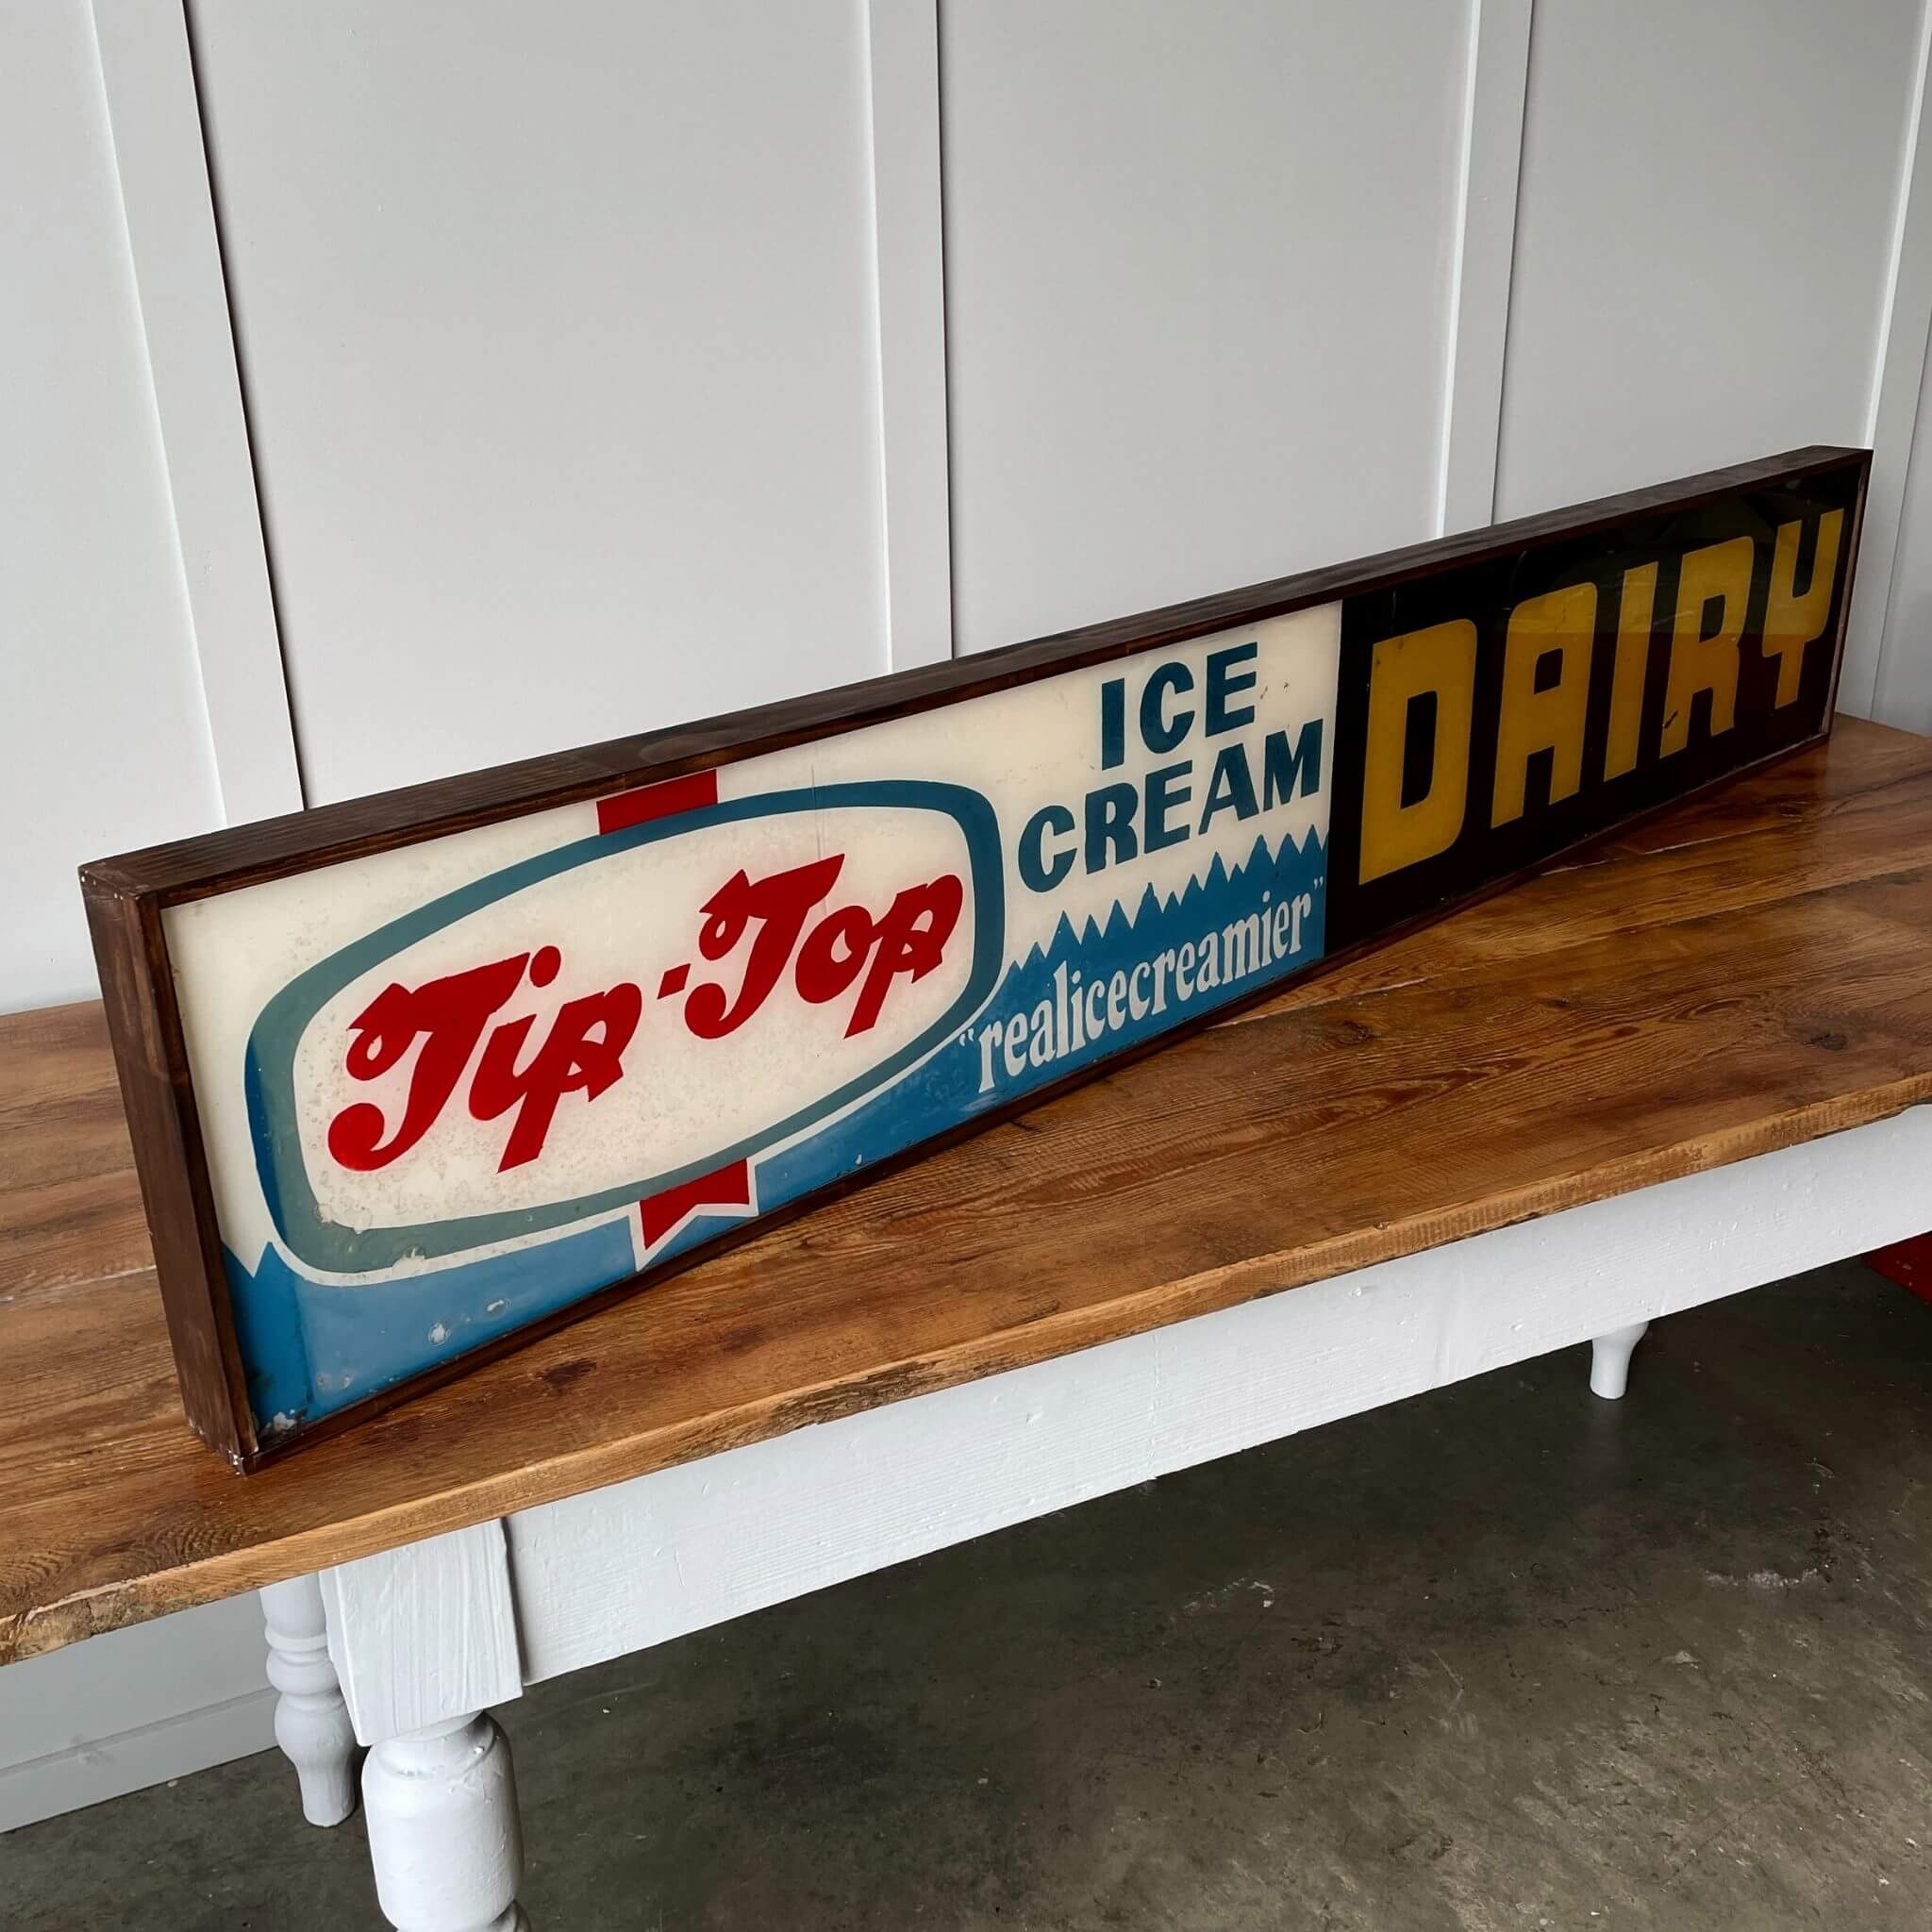 Tip-Top
ICE
CREAM
"realicecreamier"
DAIRY